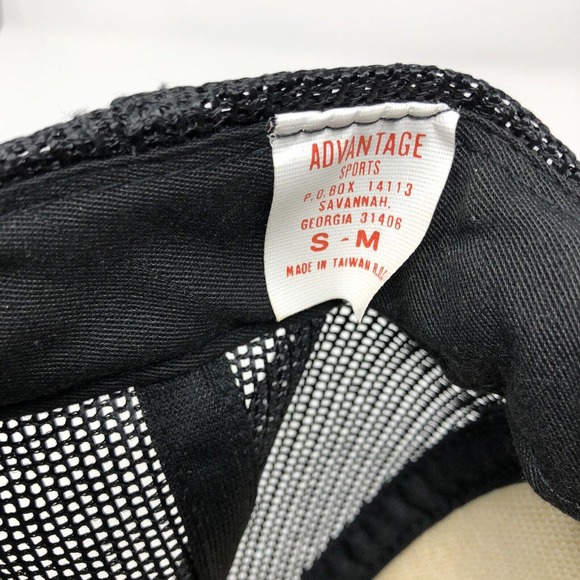 ADVANTAGE
SPORTS
P.O. BOX 14113
SAVANNAH,
GEORGIA 31406
S - M
MADE IN TAIWAN R.O.C